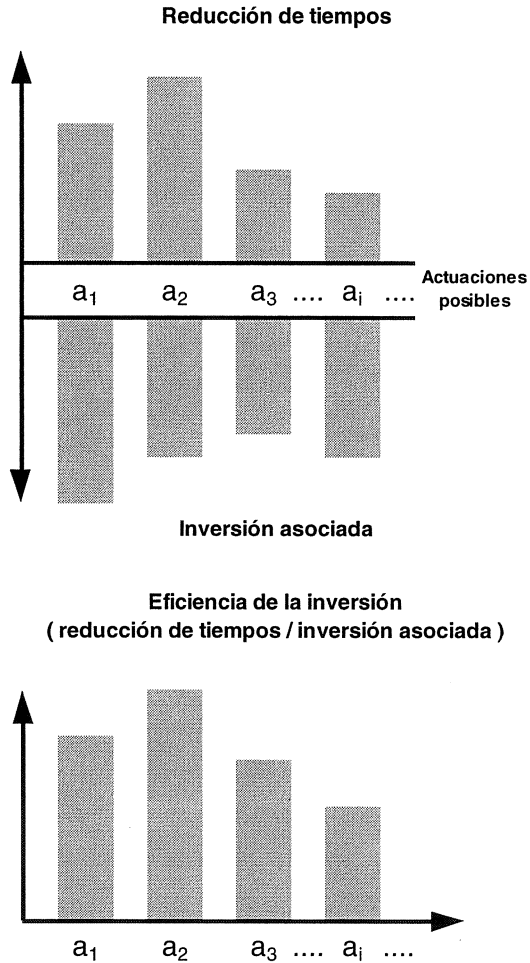 Reducción de tiempos
a1 a2 a3 .... ai ....
Actuaciones
posibles
Inversión asociada
Eficiencia de la inversión
( reducción de tiempos / inversión asociada )
a1 a2 a3 .... ai ....